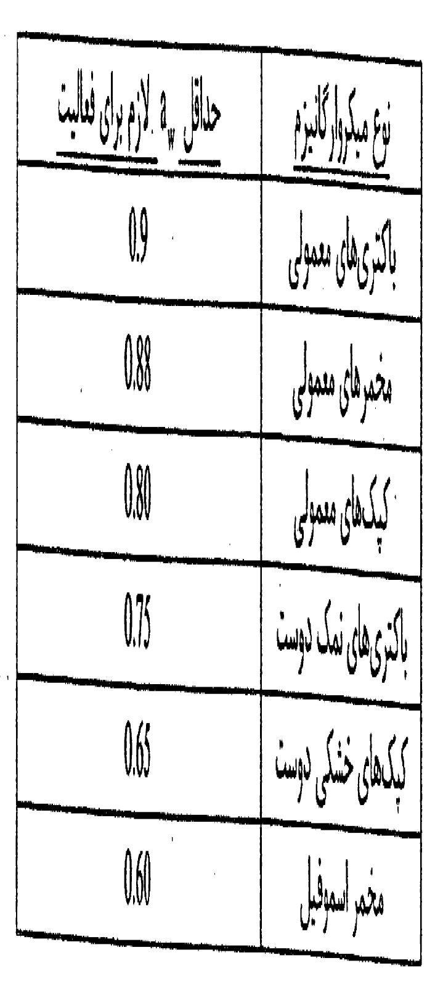 نوع میکروارگانیزم	حداقل a_w لازم برای فعالیت
باکتری‌های معمولی	0.9
مخمرهای معمولی	0.88
کپک‌های معمولی	0.80
باکتری‌های نمک دوست	0.75
کپک‌های خشکی دوست	0.65
مخمر اسموفیل	0.60